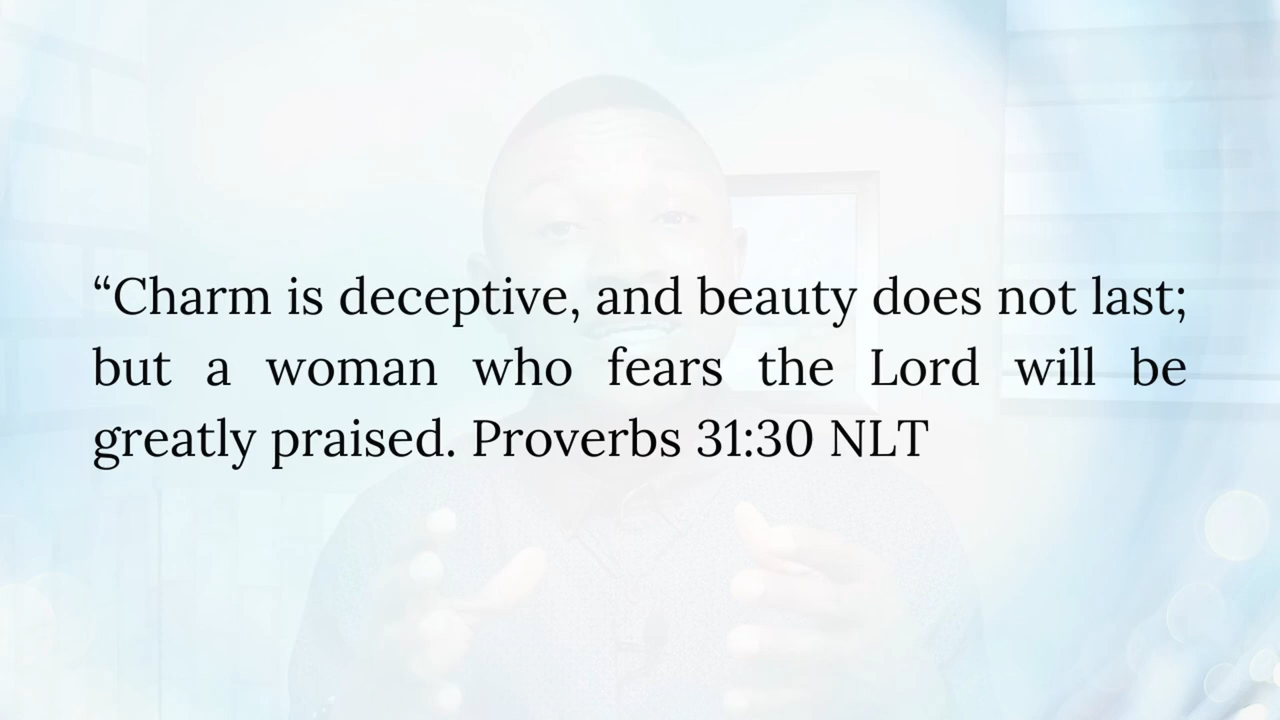 “Charm is deceptive, and beauty does not last;
but a woman who fears the Lord will be
greatly praised. Proverbs 31:30 NLT